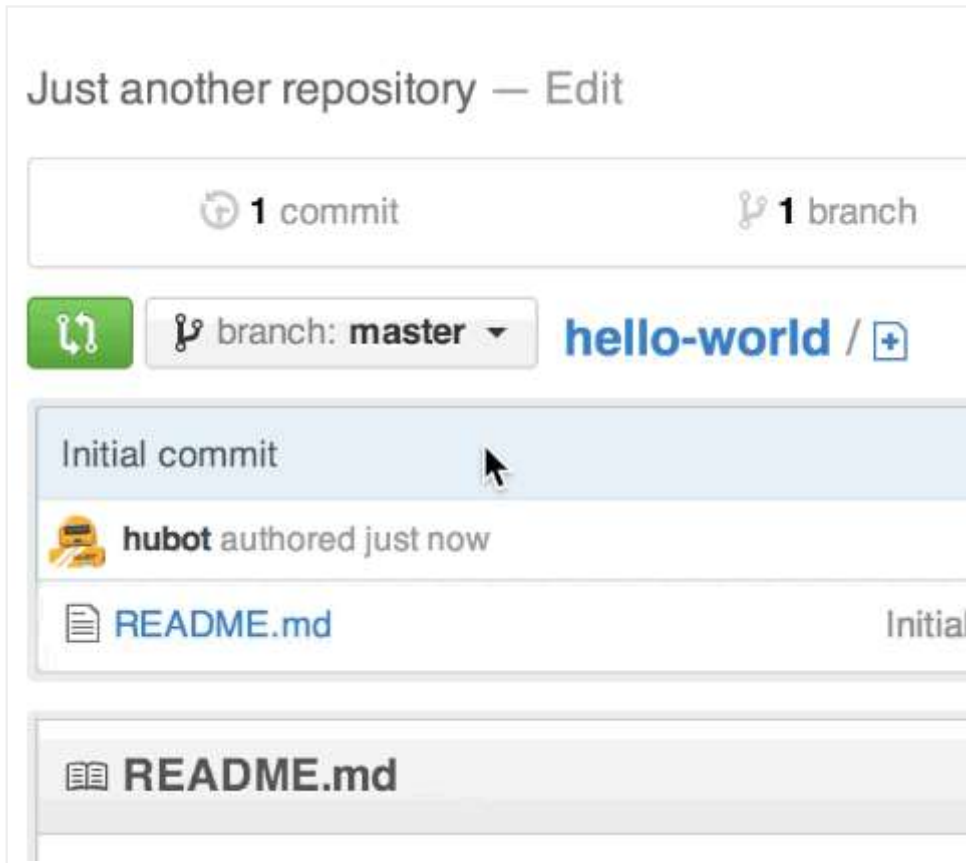 Just another repository — Edit
1 commit 1 branch
branch: master hello-world /
Initial commit
hubot authored just now
README.md Initial
README.md